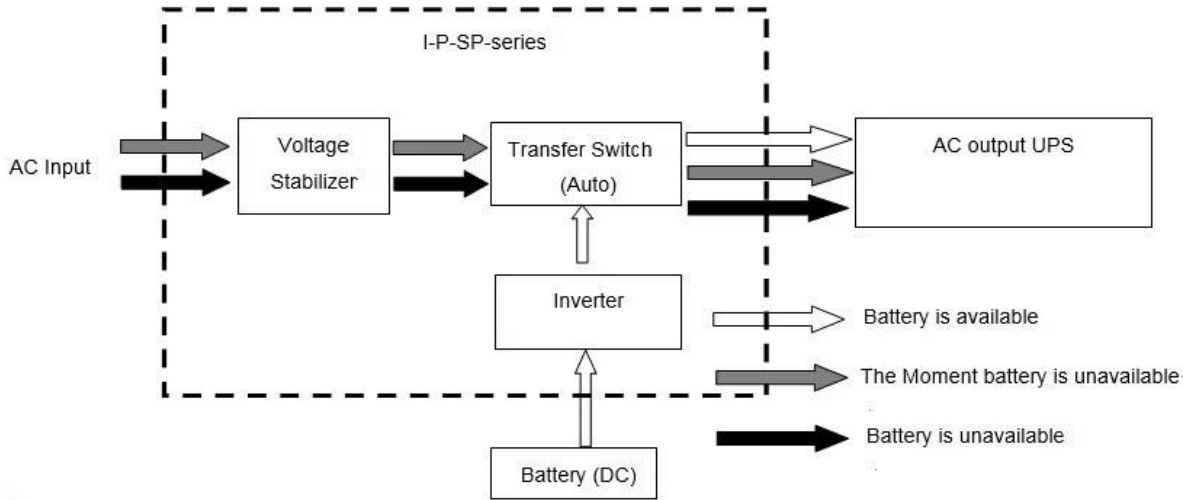 I-P-SP-series
AC Input
Voltage
Stabilizer
Transfer Switch
(Auto)
AC output UPS
Inverter
Battery (DC)
Battery is available
The Moment battery is unavailable
Battery is unavailable